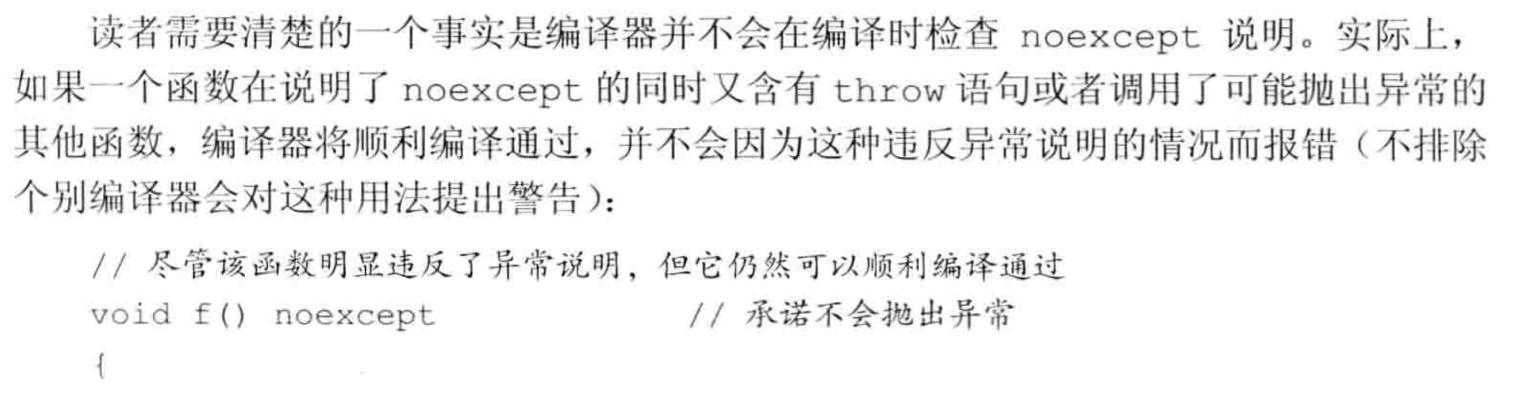 读者需要清楚的一个事实是编译器并不会在编译时检查 noexcept 说明。实际上，
如果一个函数在说明了 noexcept 的同时又含有 throw 语句或者调用了可能抛出异常的
其他函数，编译器将顺利编译通过，并不会因为这种违反异常说明的情况而报错（不排除
个别编译器会对这种用法提出警告）：
// 尽管该函数明显违反了异常说明，但它仍然可以顺利编译通过
void f() noexcept // 承诺不会抛出异常
{